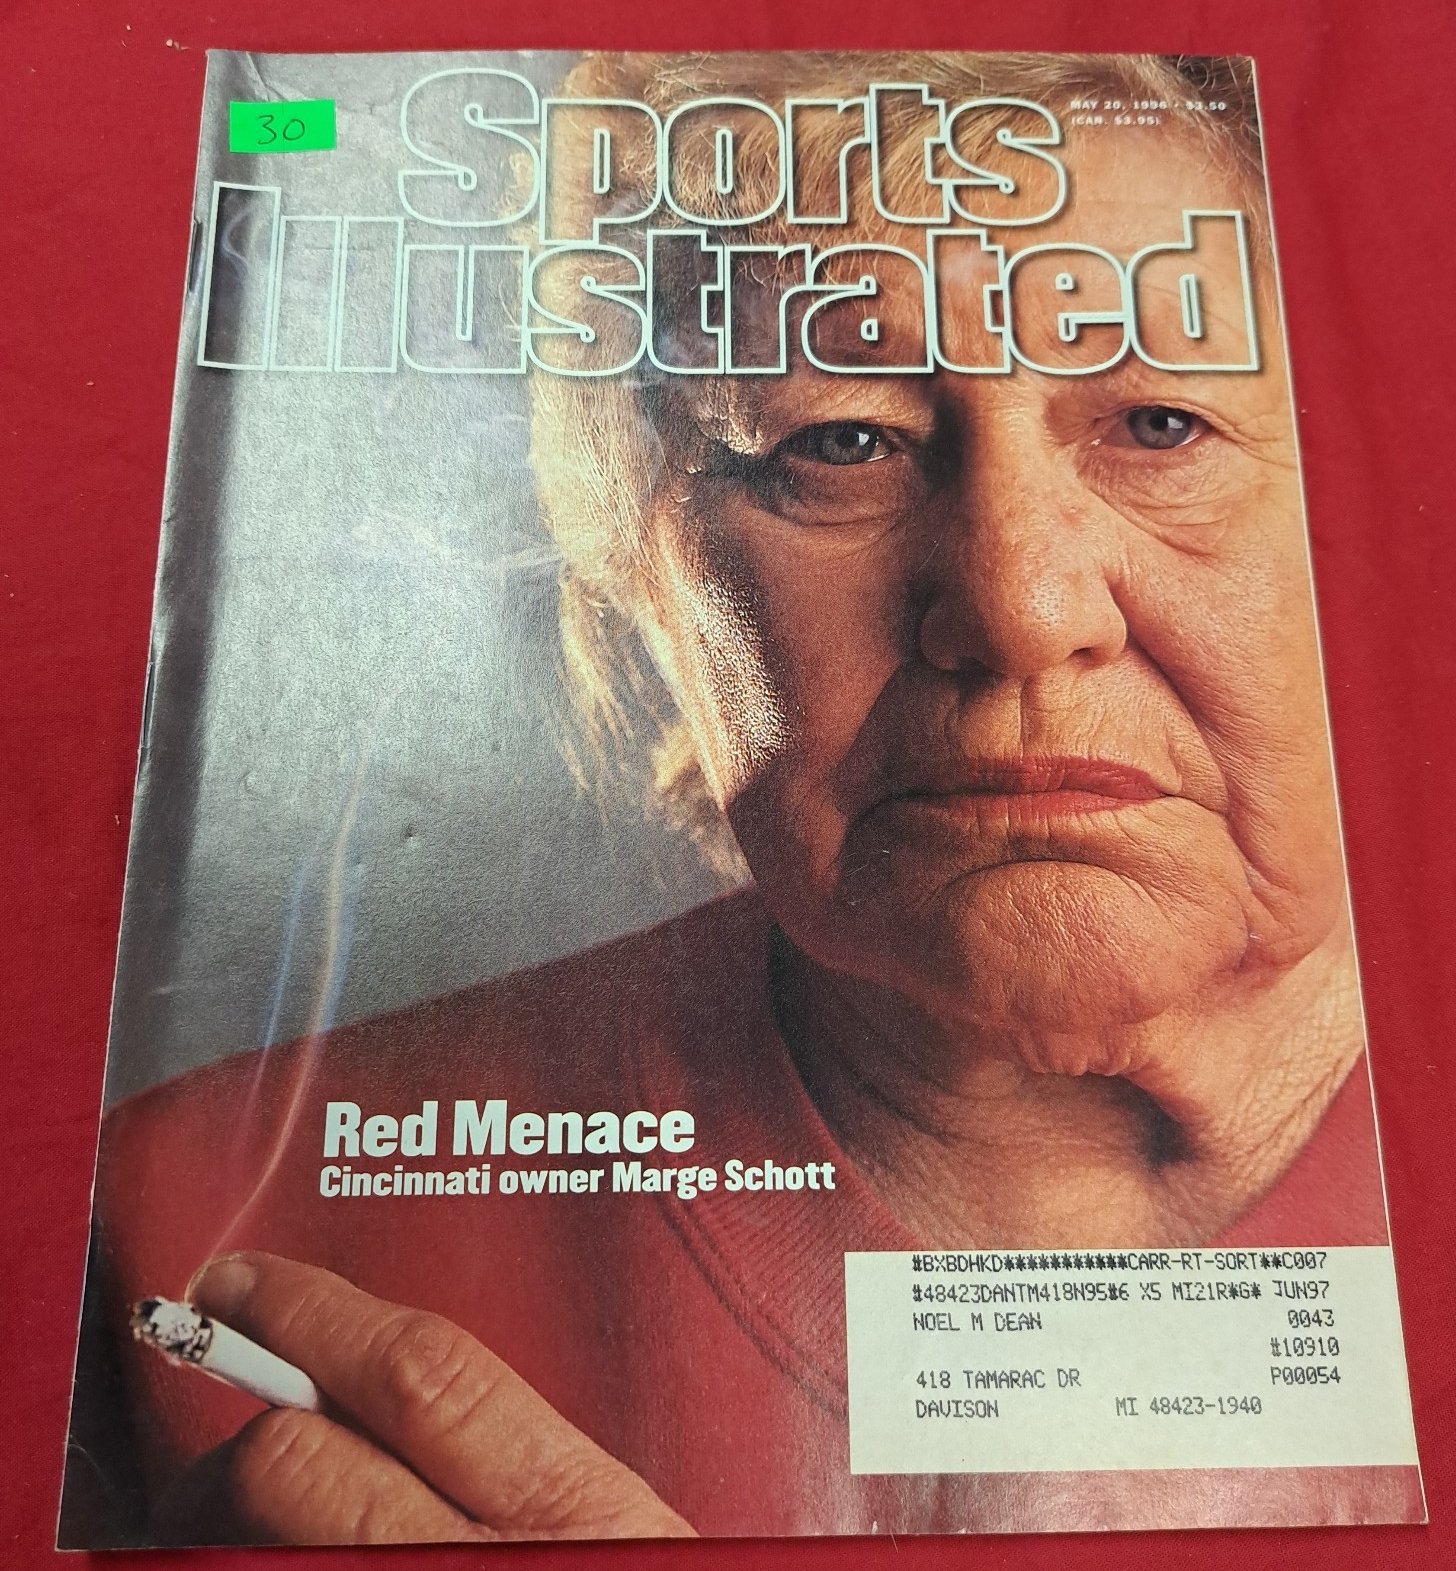 30
Sports
Illustrated
MAY 20, 1996 • $3.50
(CAN. $3.95)
Red Menace
Cincinnati owner Marge Schott
#BXBDHKD***********CARR-RT-SORT**C007
#48423DANTM418N95#6 X5 MI21R*G* JUN97
NOEL M DEAN 0043
#10910
418 TAMARAC DR P00054
DAVISON MI 48423-1940